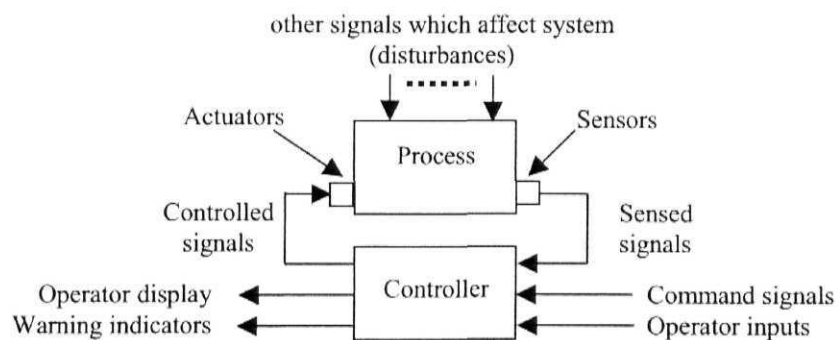 other signals which affect system
(disturbances)
Actuators
Sensors
Process
Controlled
signals
Sensed
signals
Controller
Operator display
Command signals
Warning indicators
Operator inputs